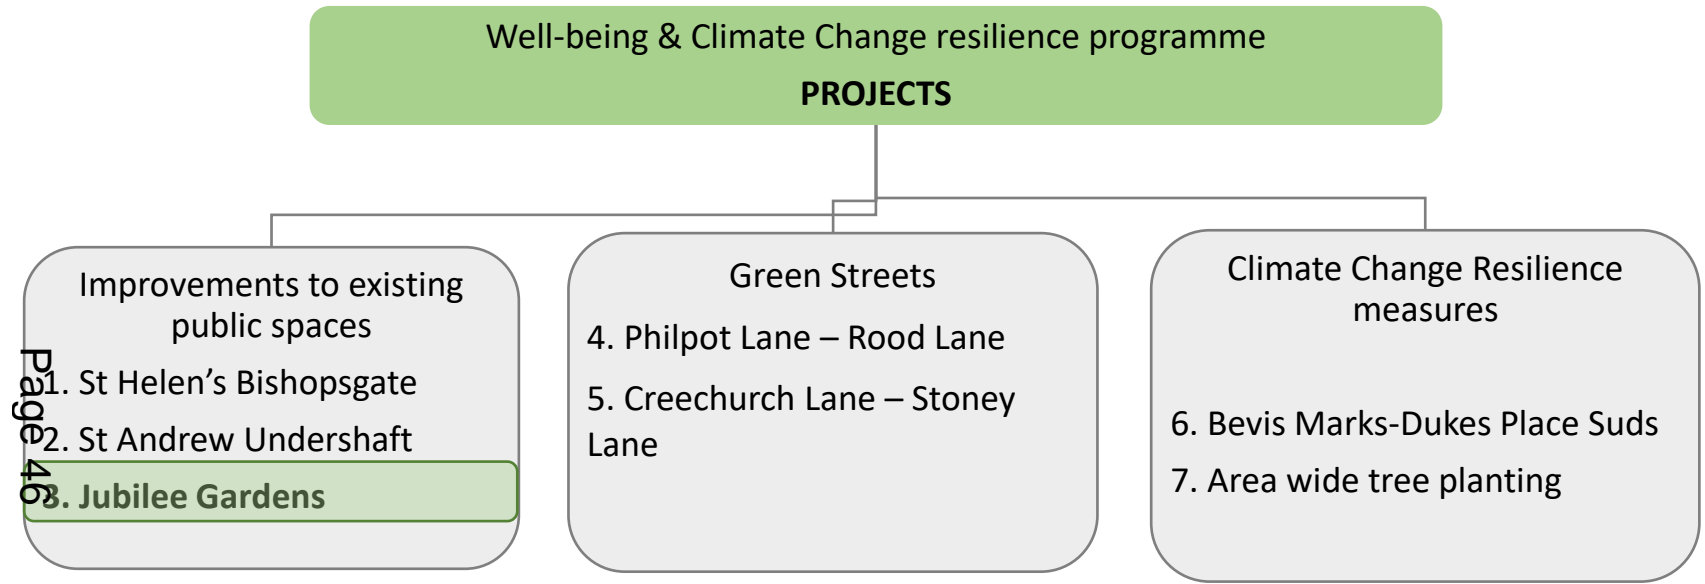 Well-being & Climate Change resilience programme
PROJECTS
Improvements to existing
public spaces
1. St Helen’s Bishopsgate
2. St Andrew Undershaft
3. Jubilee Gardens
Green Streets
4. Philpot Lane – Rood Lane
5. Creechurch Lane – Stoney
Lane
Climate Change Resilience
measures
6. Bevis Marks-Dukes Place Suds
7. Area wide tree planting
Page 46